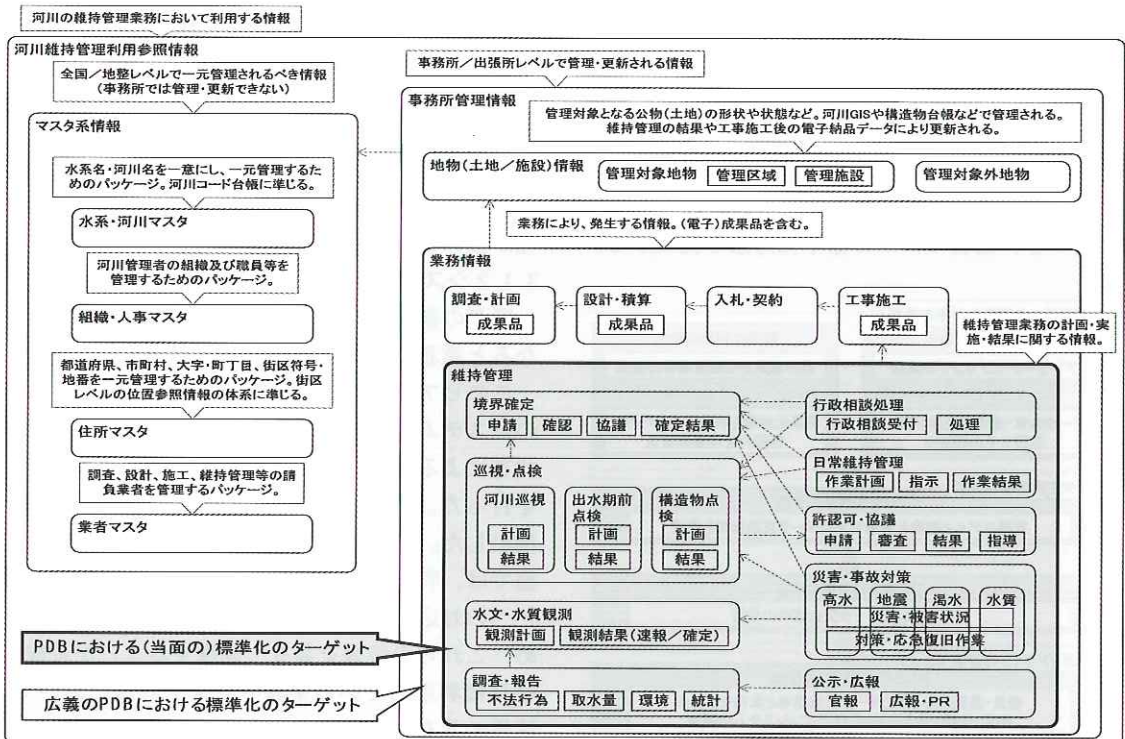 河川の維持管理業務において利用する情報
河川維持管理利用参照情報
全国／地整レベルで一元管理されるべき情報
（事務所では管理・更新できない）
マスタ系情報
水系名・河川名を一意にし、一元管理するた
めのパッケージ。河川コード台帳に準じる。
水系・河川マスタ
河川管理者の組織及び職員等を
管理するためのパッケージ。
組織・人事マスタ
都道府県、市町村、大字・町丁目、街区符号・
地番を一元管理するためのパッケージ。街区
レベルの位置参照情報の体系に準じる。
住所マスタ
調査、設計、施工、維持管理等の請
負業者を管理するパッケージ。
業者マスタ
事務所／出張所レベルで管理・更新される情報
事務所管理情報
管理対象となる公物（土地）の形状や状態など。河川GISや構造物台帳などで管理される。
維持管理の結果や工事施工後の電子納品データにより更新される。
地物（土地／施設）情報
管理対象地物 管理区域 管理施設
管理対象外地物
業務により、発生する情報。（電子）成果品を含む。
業務情報
調査・計画
成果品
設計・積算
成果品
入札・契約
工事施工
成果品
維持管理業務の計画・実
施・結果に関する情報。
維持管理
境界確定
申請 確認 協議 確定結果
巡視・点検
河川巡視
計画
結果
出水期前
点検
計画
結果
構造物点
検
計画
結果
水文・水質観測
観測計画 観測結果（速報／確定）
調査・報告
不法行為 取水量 環境 統計
行政相談処理
行政相談受付 処理
日常維持管理
作業計画 指示 作業結果
許認可・協議
申請 審査 結果 指導
災害・事故対策
高水 地震 渇水 水質
災害・被害状況
対策・応急復旧作業
公示・広報
官報 広報・PR
PDBにおける（当面の）標準化のターゲット
広義のPDBにおける標準化のターゲット